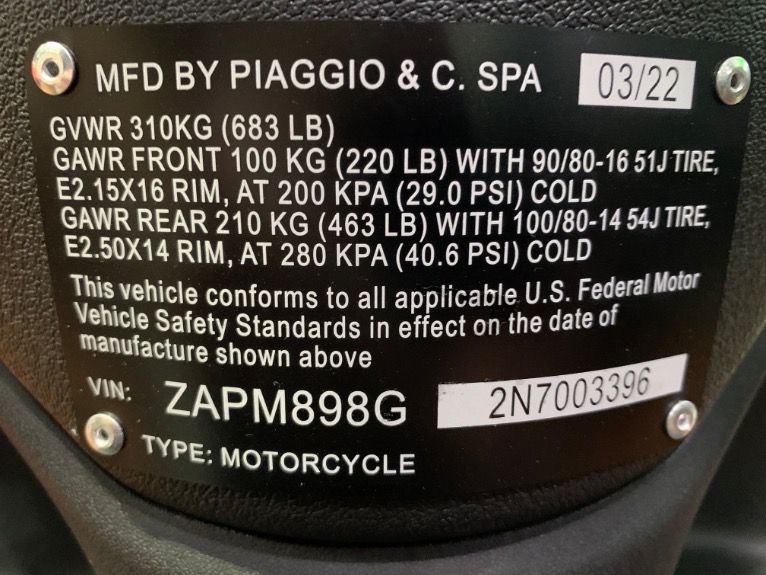 MFD BY PIAGGIO & C. SPA 03/22
GVWR 310KG (683 LB)
GAWR FRONT 100 KG (220 LB) WITH 90/80-16 51J TIRE,
E2.15X16 RIM, AT 200 KPA (29.0 PSI) COLD
GAWR REAR 210 KG (463 LB) WITH 100/80-14 54J TIRE,
E2.50X14 RIM, AT 280 KPA (40.6 PSI) COLD
This vehicle conforms to all applicable U.S. Federal Motor
Vehicle Safety Standards in effect on the date of
manufacture shown above
VIN: ZAPM898G 2N7003396
TYPE: MOTORCYCLE